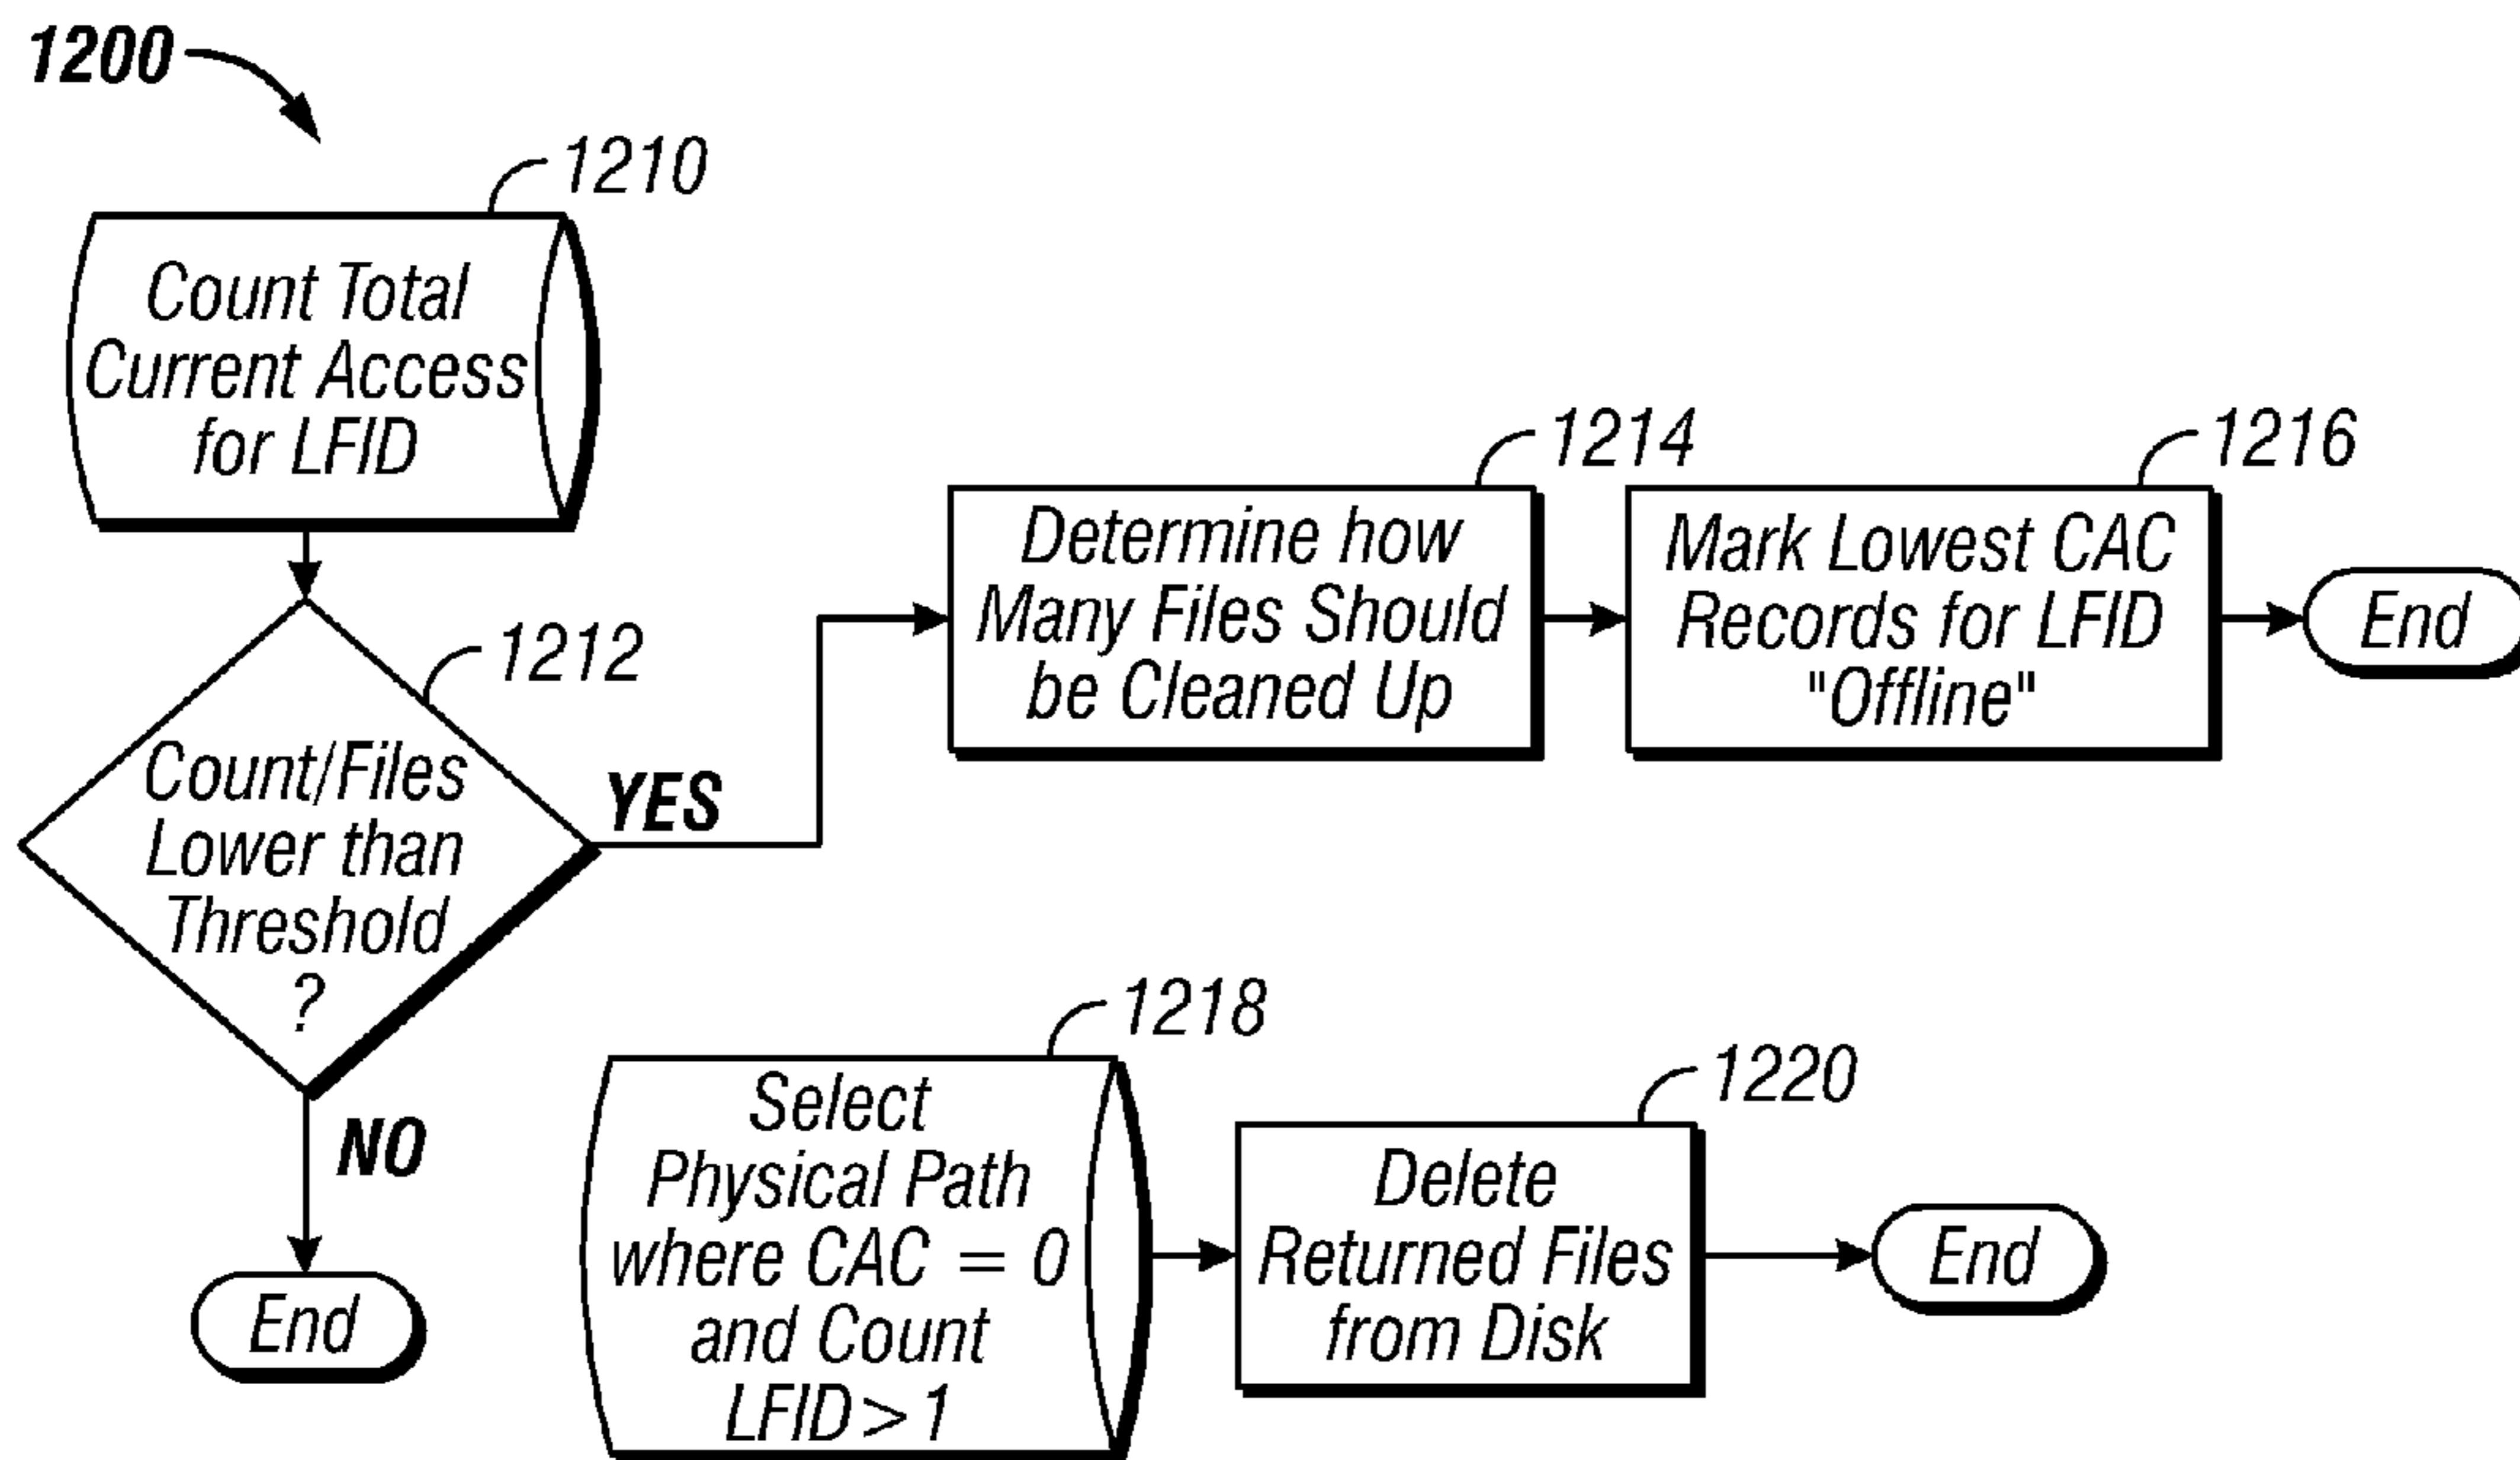 1200
1210
Count Total
Current Access
for LFID
1212
Count/Files
Lower than
Threshold
?
YES
NO
End
1214
Determine how
Many Files Should
be Cleaned Up
1216
Mark Lowest CAC
Records for LFID
"Offline"
End
1218
Select
Physical Path
where CAC = 0
and Count
LFID > 1
1220
Delete
Returned Files
from Disk
End